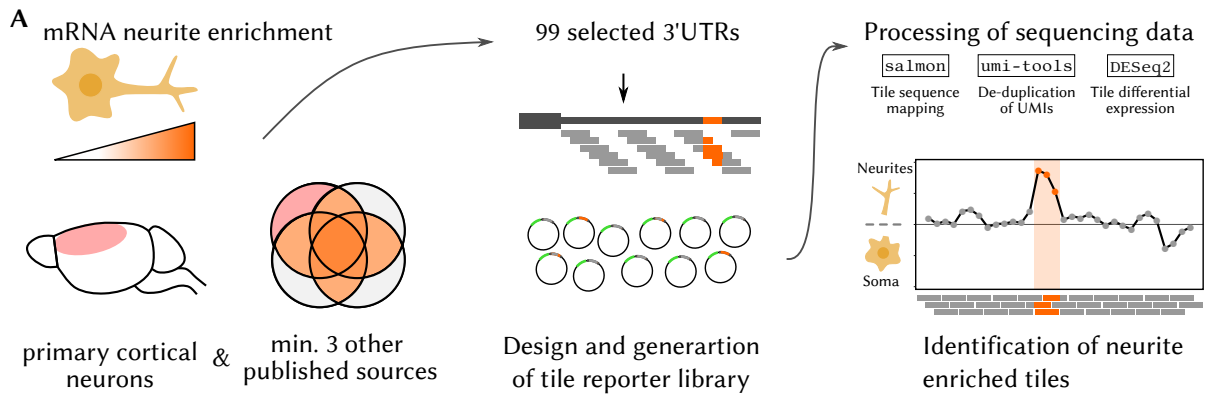 A
mRNA neurite enrichment
primary cortical
neurons
&
min. 3 other
published sources
99 selected 3'UTRs
Design and generartion
of tile reporter library
Processing of sequencing data
salmon
umi-tools
DESeq2
Tile sequence
mapping
De-duplication
of UMIs
Tile differential
expression
Neurites
Soma
Identification of neurite
enriched tiles